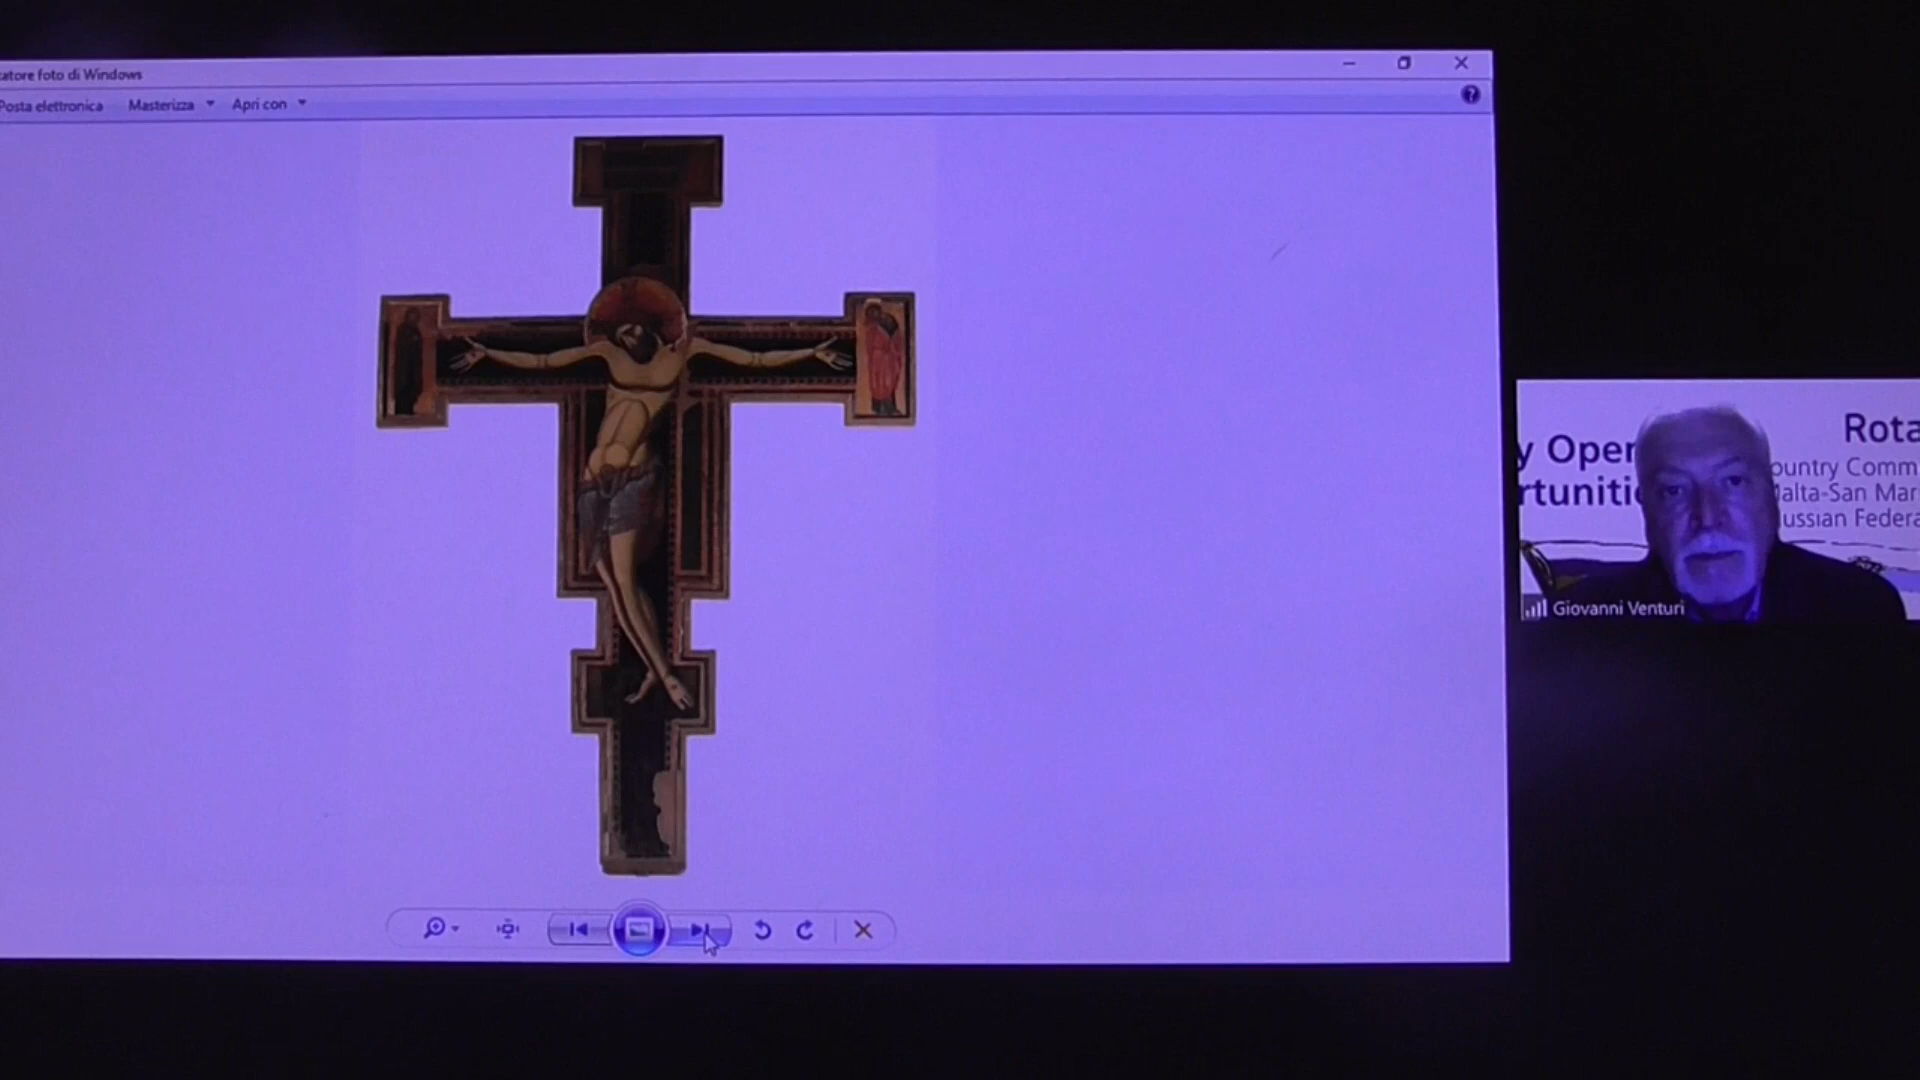 atore foto di Windows
Posta elettronica Masterizza Apri con
y Oper
rtuniti
Rota
ountry Comm
Malta-San Mar
ussian Federa
Giovanni Venturi